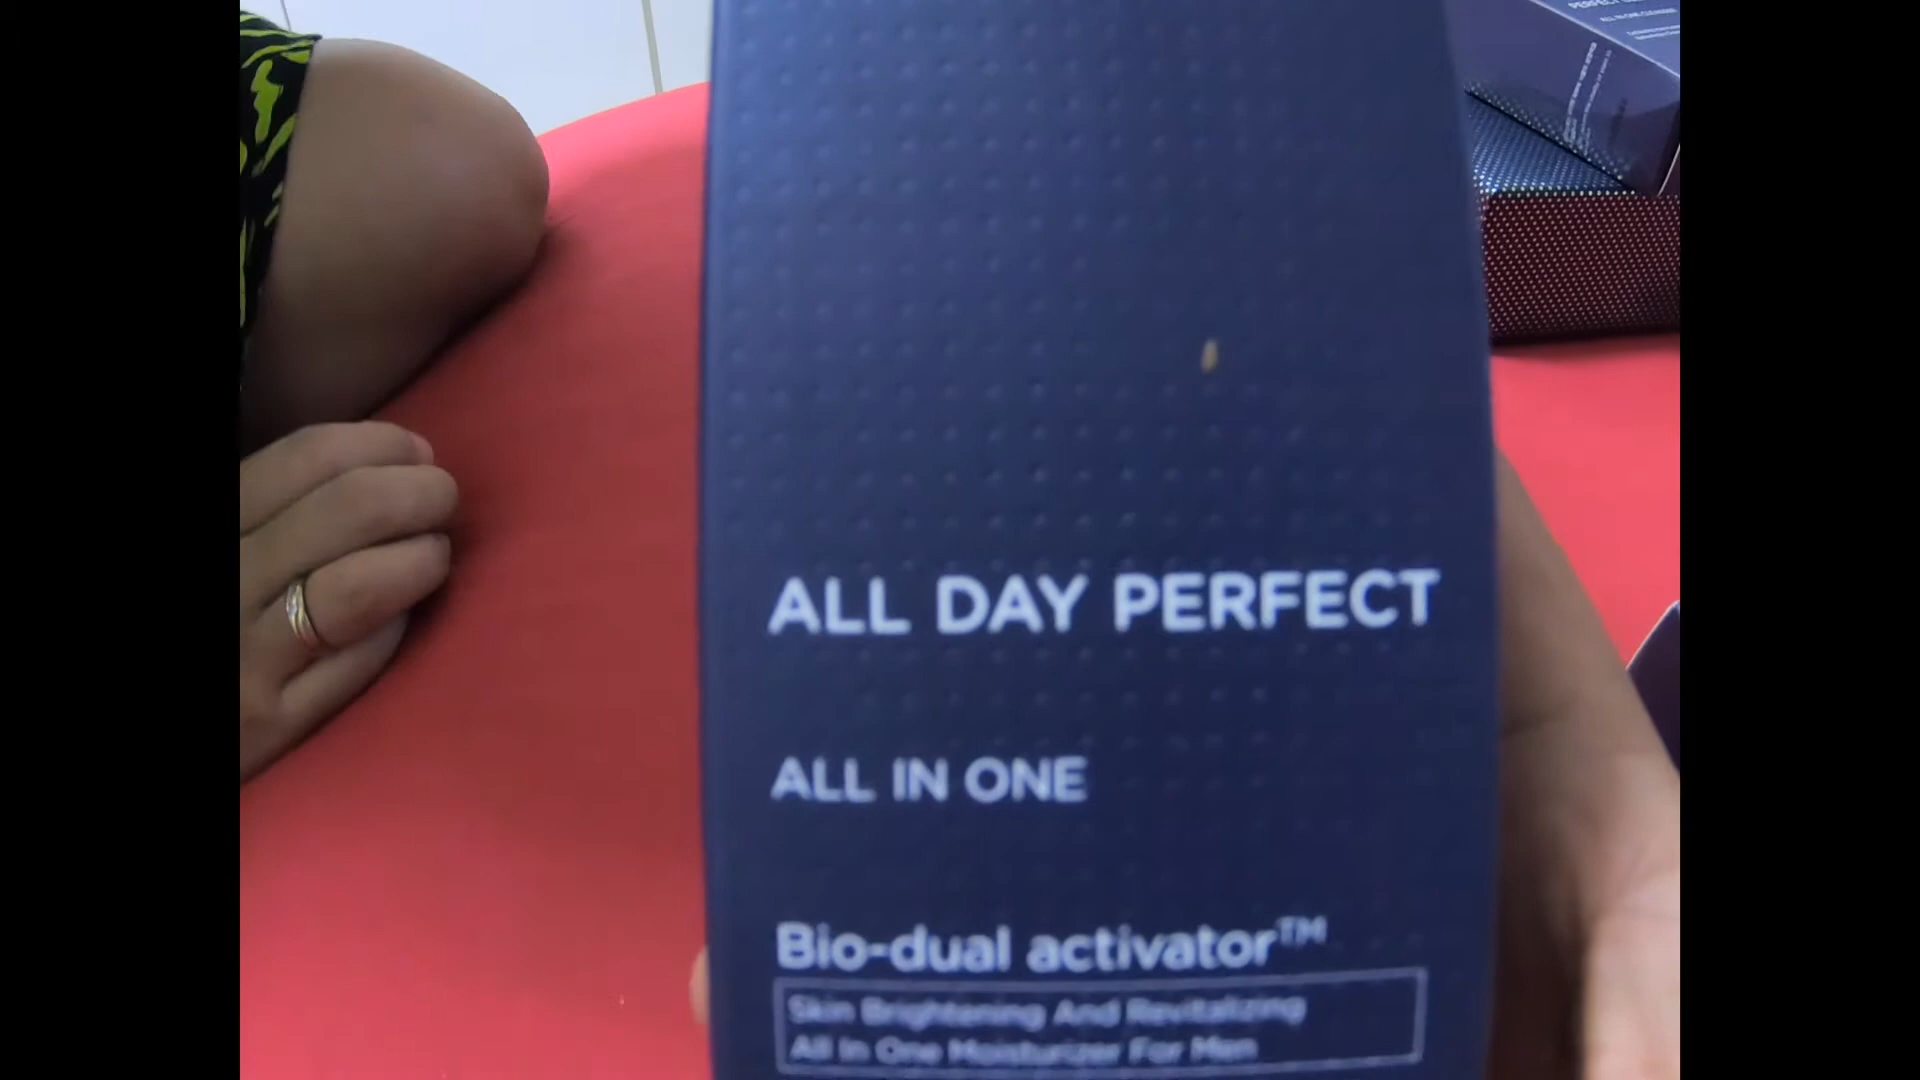 ALL DAY PERFECT
ALL IN ONE
Bio-dual activator™
Skin Brightening And Revitalizing
All In One Moisturizer For Men